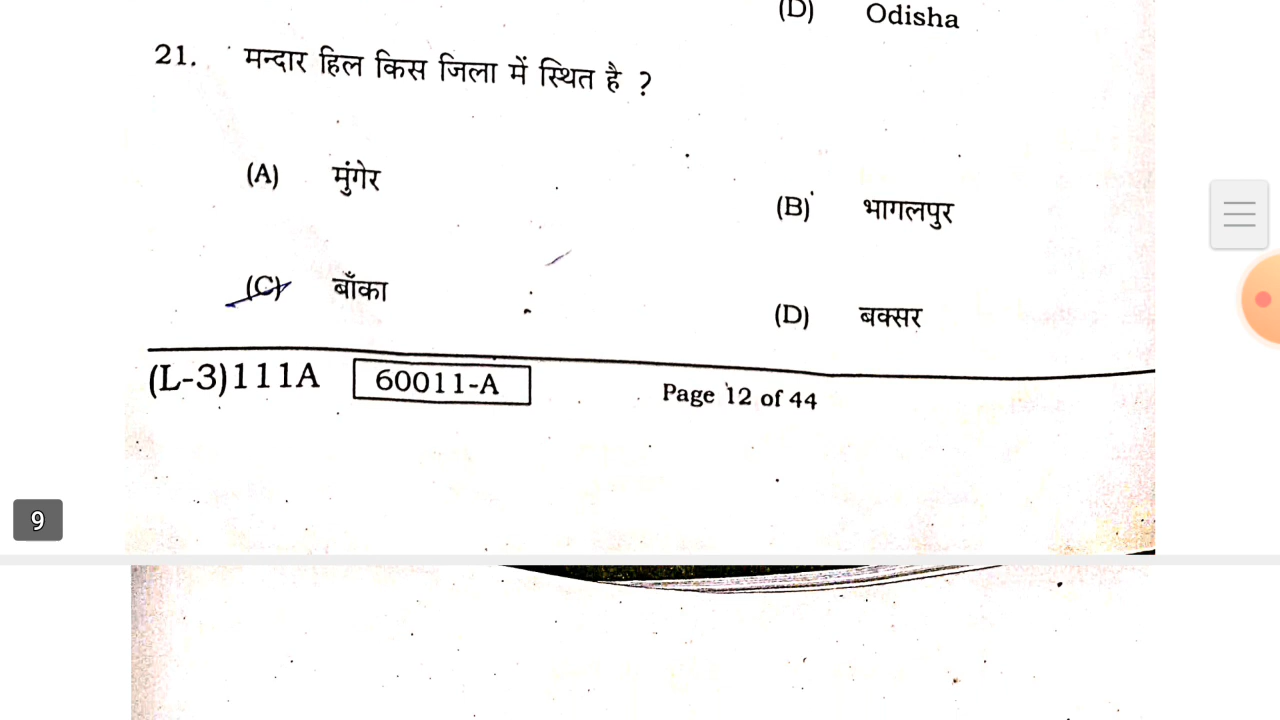 (D) Odisha
21. मन्दार हिल किस जिला में स्थित है ?
(A) मुंगेर
(B) भागलपुर
(C) बाँका
(D) बक्सर
(L-3)111A 60011-A Page 12 of 44
9